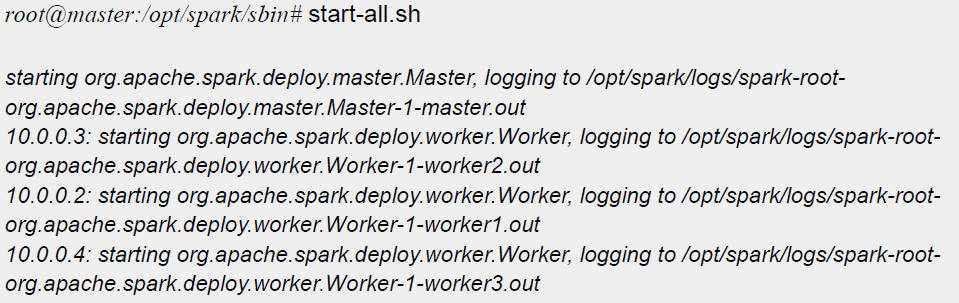 root@master:/opt/spark/sbin# start-all.sh
starting org.apache.spark.deploy.master.Master, logging to /opt/spark/logs/spark-root-
org.apache.spark.deploy.master.Master-1-master.out
10.0.0.3: starting org.apache.spark.deploy.worker.Worker, logging to /opt/spark/logs/spark-root-
org.apache.spark.deploy.worker.Worker-1-worker2.out
10.0.0.2: starting org.apache.spark.deploy.worker.Worker, logging to /opt/spark/logs/spark-root-
org.apache.spark.deploy.worker.Worker-1-worker1.out
10.0.0.4: starting org.apache.spark.deploy.worker.Worker, logging to /opt/spark/logs/spark-root-
org.apache.spark.deploy.worker.Worker-1-worker3.out